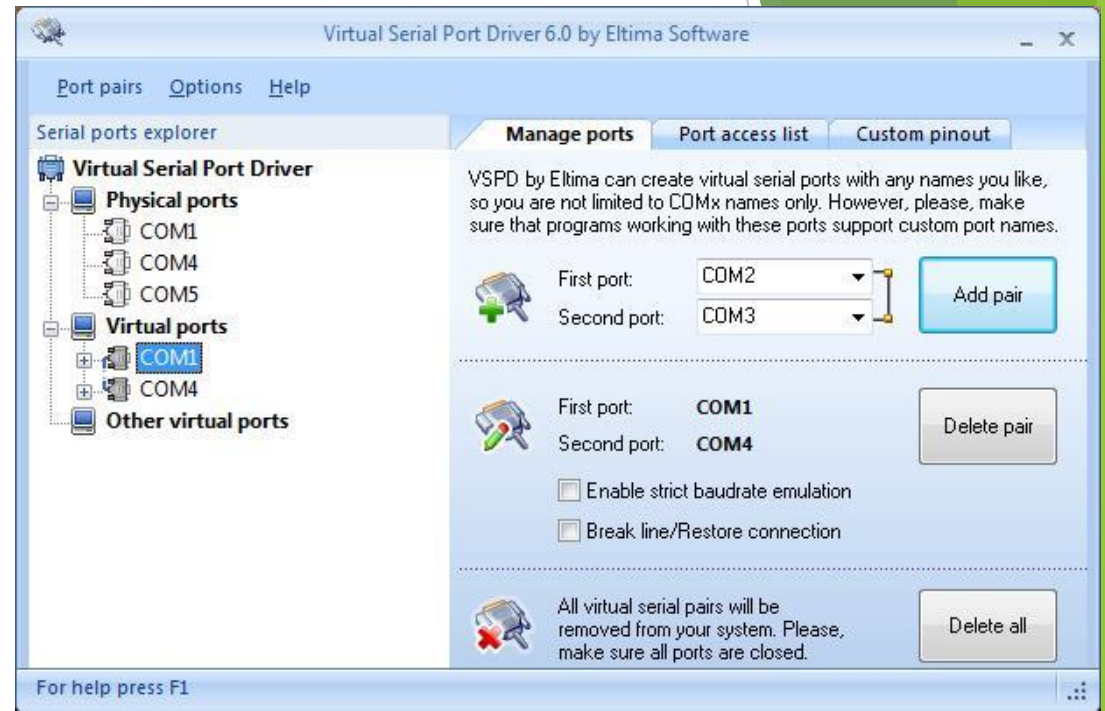 Virtual Serial Port Driver 6.0 by Eltima Software
Port pairs Options Help
Serial ports explorer
Virtual Serial Port Driver
Physical ports
COM1
COM4
COM5
Virtual ports
COM1
COM4
Other virtual ports
Manage ports Port access list Custom pinout
VSPD by Eltima can create virtual serial ports with any names you like,
so you are not limited to COMx names only. However, please, make
sure that programs working with these ports support custom port names.
First port: COM2
Second port: COM3
Add pair
First port: COM1
Second port: COM4
Delete pair
Enable strict baudrate emulation
Break line/Restore connection
All virtual serial pairs will be
removed from your system. Please,
make sure all ports are closed.
Delete all
For help press F1